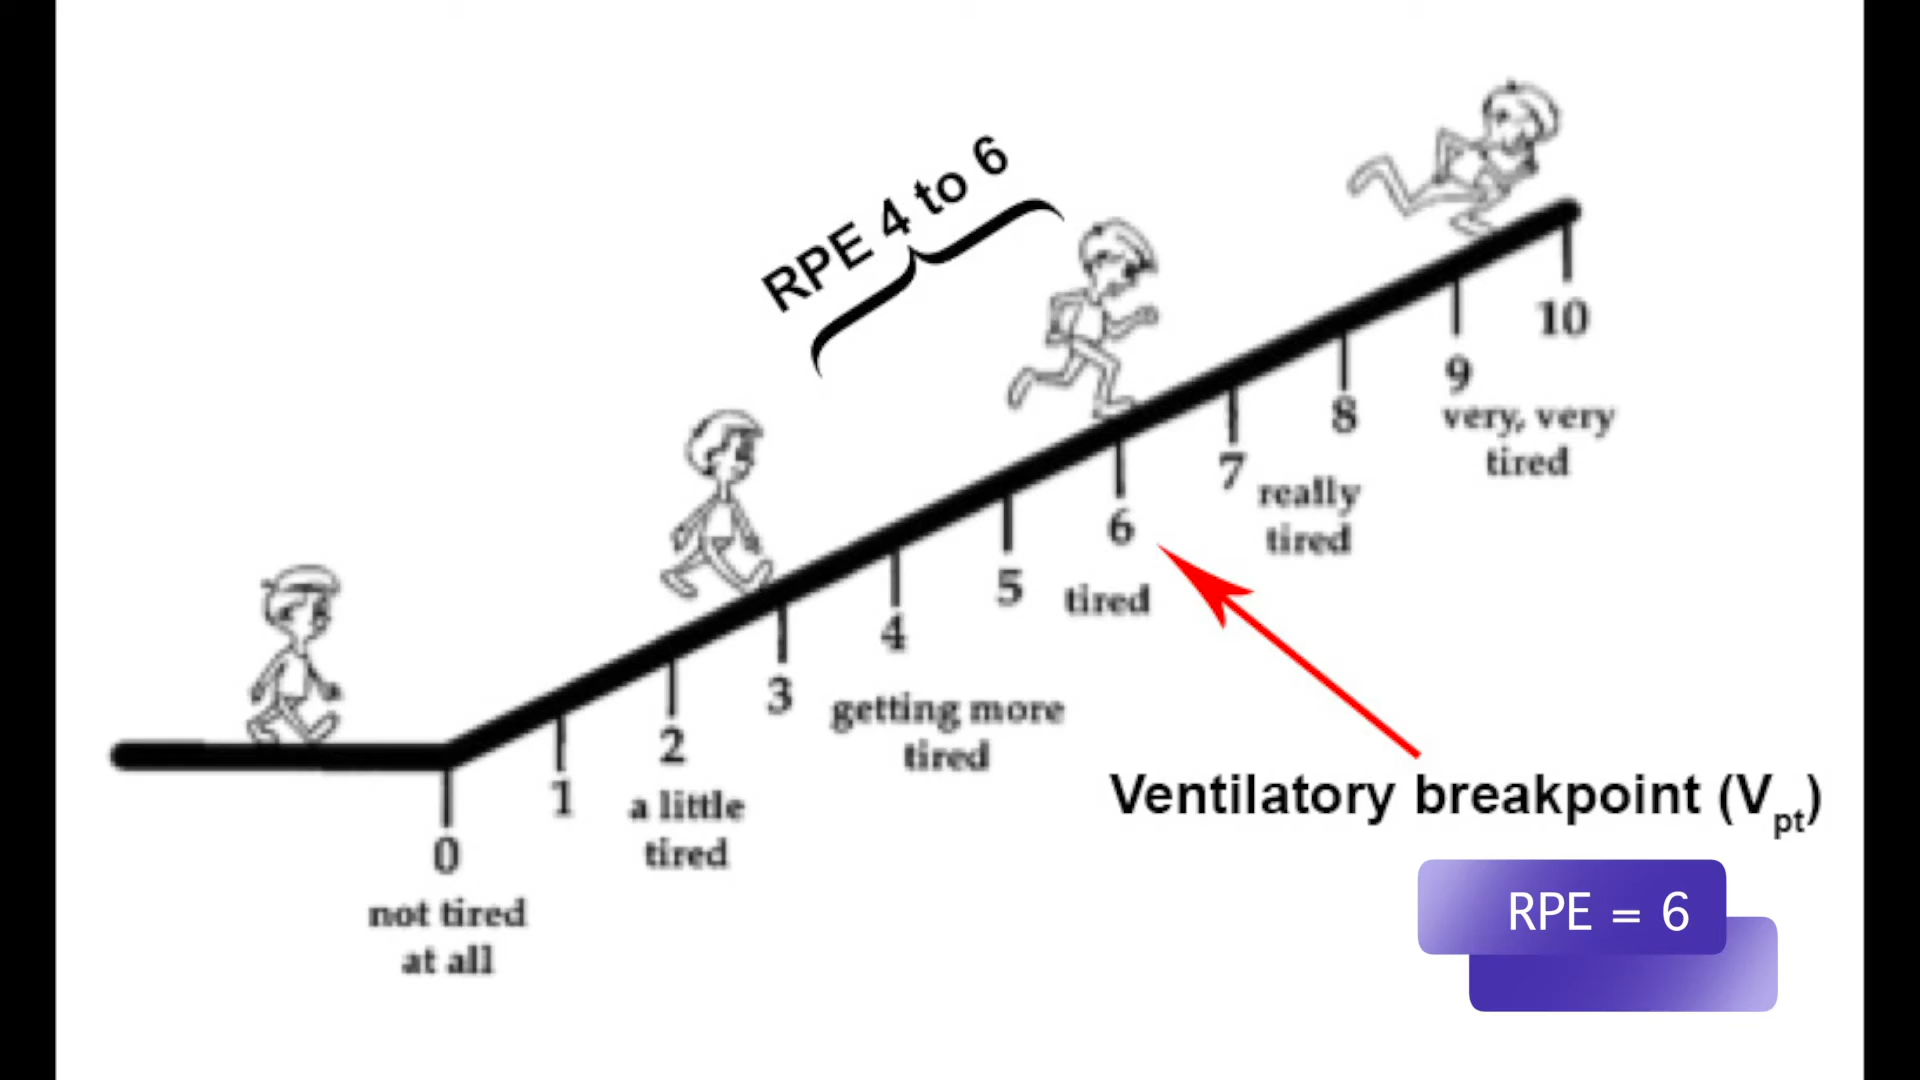 RPE 4 to 6
10
9
very, very
tired
8
7
really
tired
6
tired
5
4
getting more
tired
3
2
a little
tired
1
0
not tired
at all
Ventilatory breakpoint (Vpt)
RPE = 6